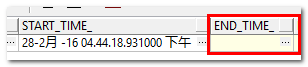 START_TIME_ END_TIME_
28-2月 -16 04.44.18.931000 下午 ··· ···